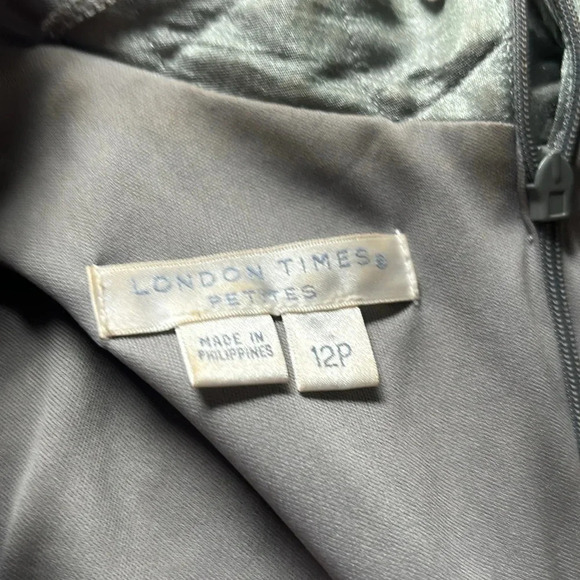 LONDON TIMES®
PETITES
MADE IN
PHILIPPINES
12P